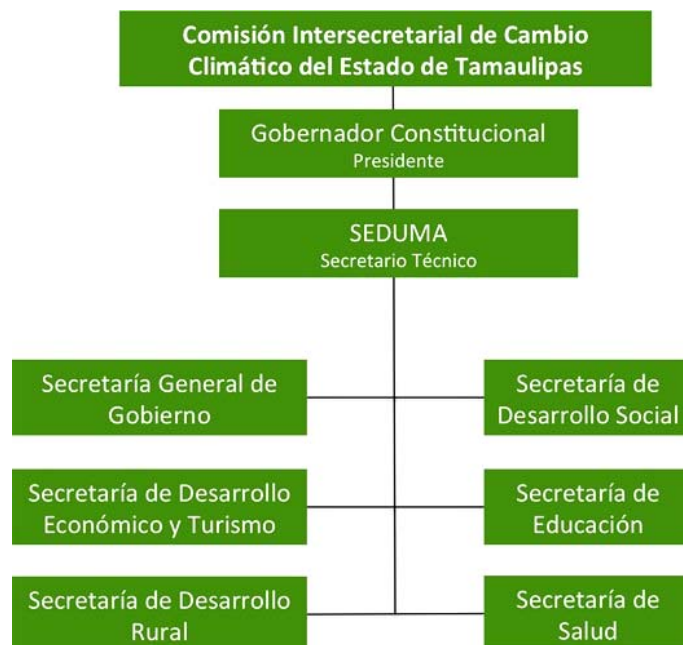 Comisión Intersecretarial de Cambio
Climático del Estado de Tamaulipas
Gobernador Constitucional
Presidente
SEDUMA
Secretario Técnico
Secretaría General de
Gobierno
Secretaría de
Desarrollo Social
Secretaría de Desarrollo
Económico y Turismo
Secretaría de
Educación
Secretaría de Desarrollo
Rural
Secretaría de
Salud